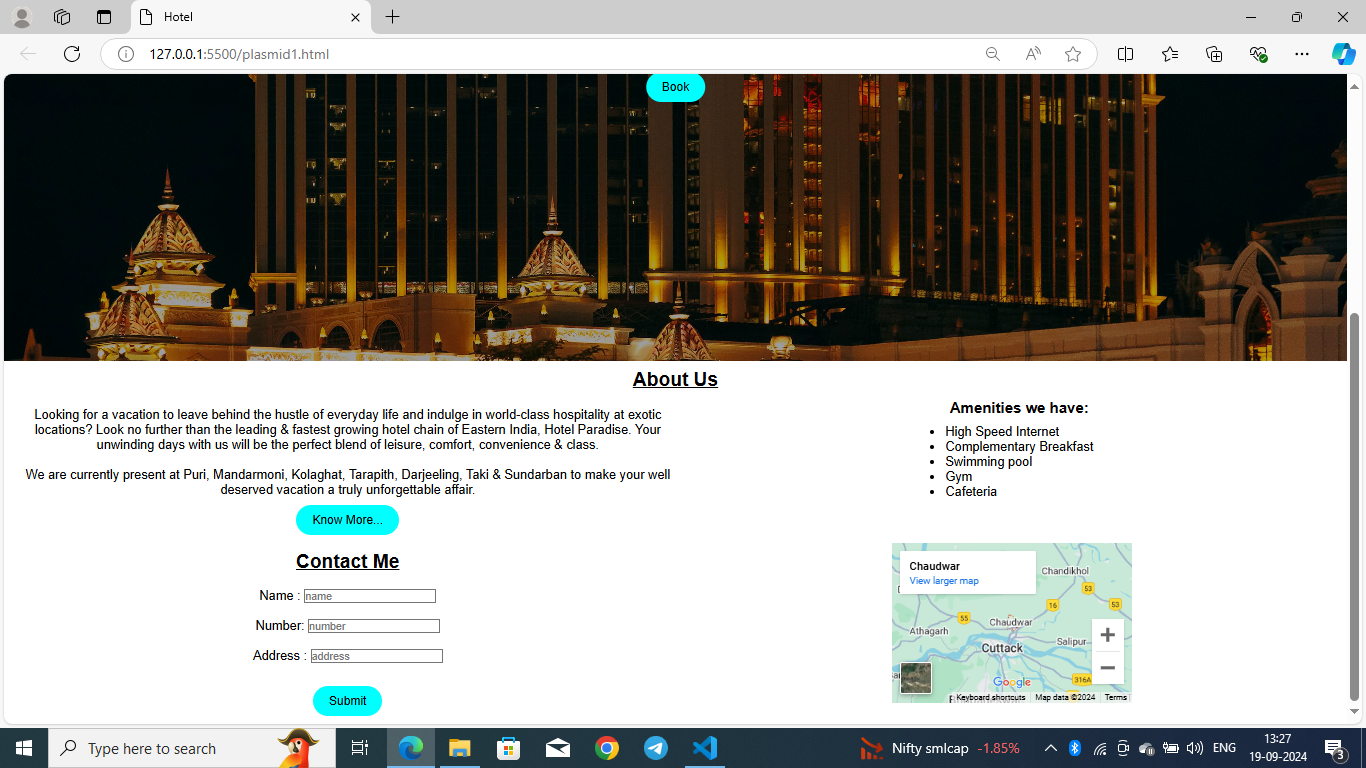 Hotel
127.0.0.1:5500/plasmid1.html
Book
About Us
Looking for a vacation to leave behind the hustle of everyday life and indulge in world-class hospitality at exotic
locations? Look no further than the leading & fastest growing hotel chain of Eastern India, Hotel Paradise. Your
unwinding days with us will be the perfect blend of leisure, comfort, convenience & class.
We are currently present at Puri, Mandarmoni, Kolaghat, Tarapith, Darjeeling, Taki & Sundarban to make your well
deserved vacation a truly unforgettable affair.
Know More...
Amenities we have:
High Speed Internet
Complementary Breakfast
Swimming pool
Gym
Cafeteria
Contact Me
Name : name
Number: number
Address : address
Submit
Chaudwar
View larger map
Chandikhol
53
16
53
55
Chaudwar
Athagarh
Salipur
Cuttack
316A
Google
Keyboard shortcuts Map data ©2024 Terms
Type here to search
Nifty smlcap -1.85%
ENG
13:27
19-09-2024
3